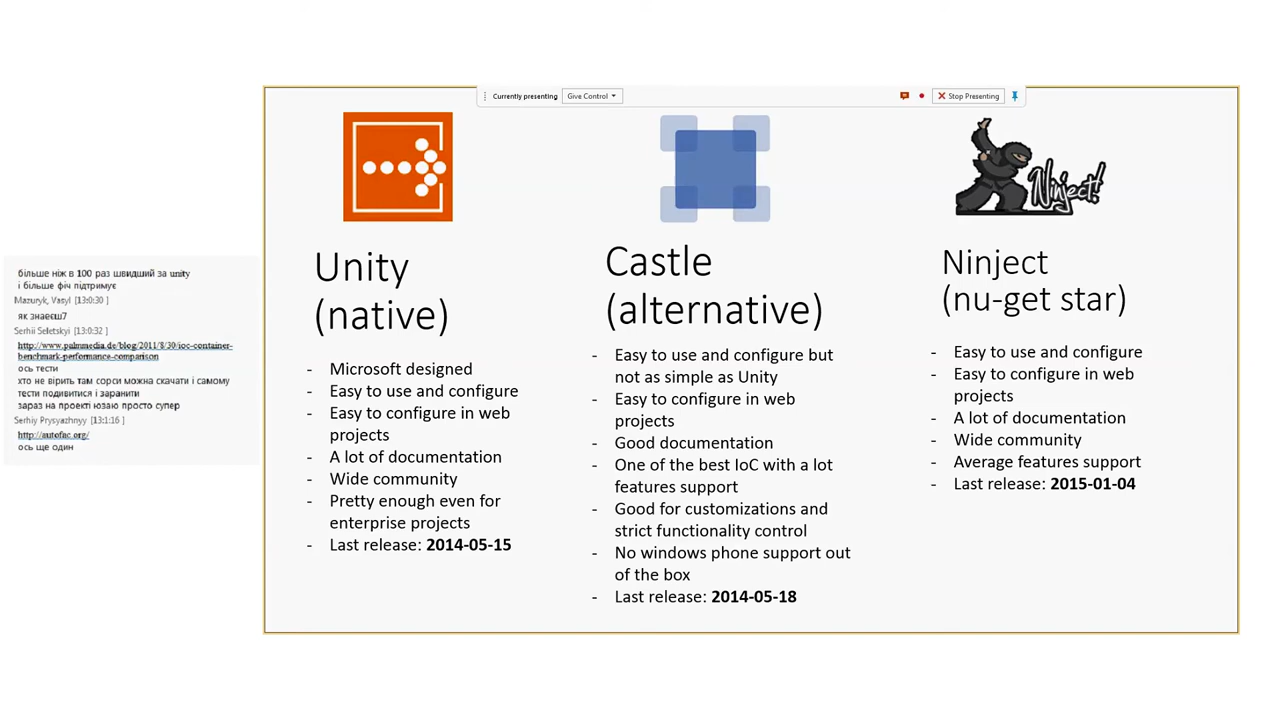 Currently presenting Give Control Stop Presenting
більше ніж в 100 раз швидший за unity
і більше фіч підтримує
Mazuryk, Vasyl [13:0:30 ]
як знаєш?
Serhii Seletskyi [13:0:32 ]
http://www.palmmedia.de/blog/2011/8/30/ioc-container-
benchmark-performance-comparison
ось тести
хто не вірить там сорси можна скачати і самому
тести подивитися і заранити
зараз на проекті юзаю просто супер
Serhiy Prysyazhnyy [13:1:16 ]
http://autofac.org/
ось ще один
Unity
(native)
- Microsoft designed
- Easy to use and configure
- Easy to configure in web
projects
- A lot of documentation
- Wide community
- Pretty enough even for
enterprise projects
- Last release: 2014-05-15
Castle
(alternative)
- Easy to use and configure but
not as simple as Unity
- Easy to configure in web
projects
- Good documentation
- One of the best IoC with a lot
features support
- Good for customizations and
strict functionality control
- No windows phone support out
of the box
- Last release: 2014-05-18
Ninject!
Ninject
(nu-get star)
- Easy to use and configure
- Easy to configure in web
projects
- A lot of documentation
- Wide community
- Average features support
- Last release: 2015-01-04